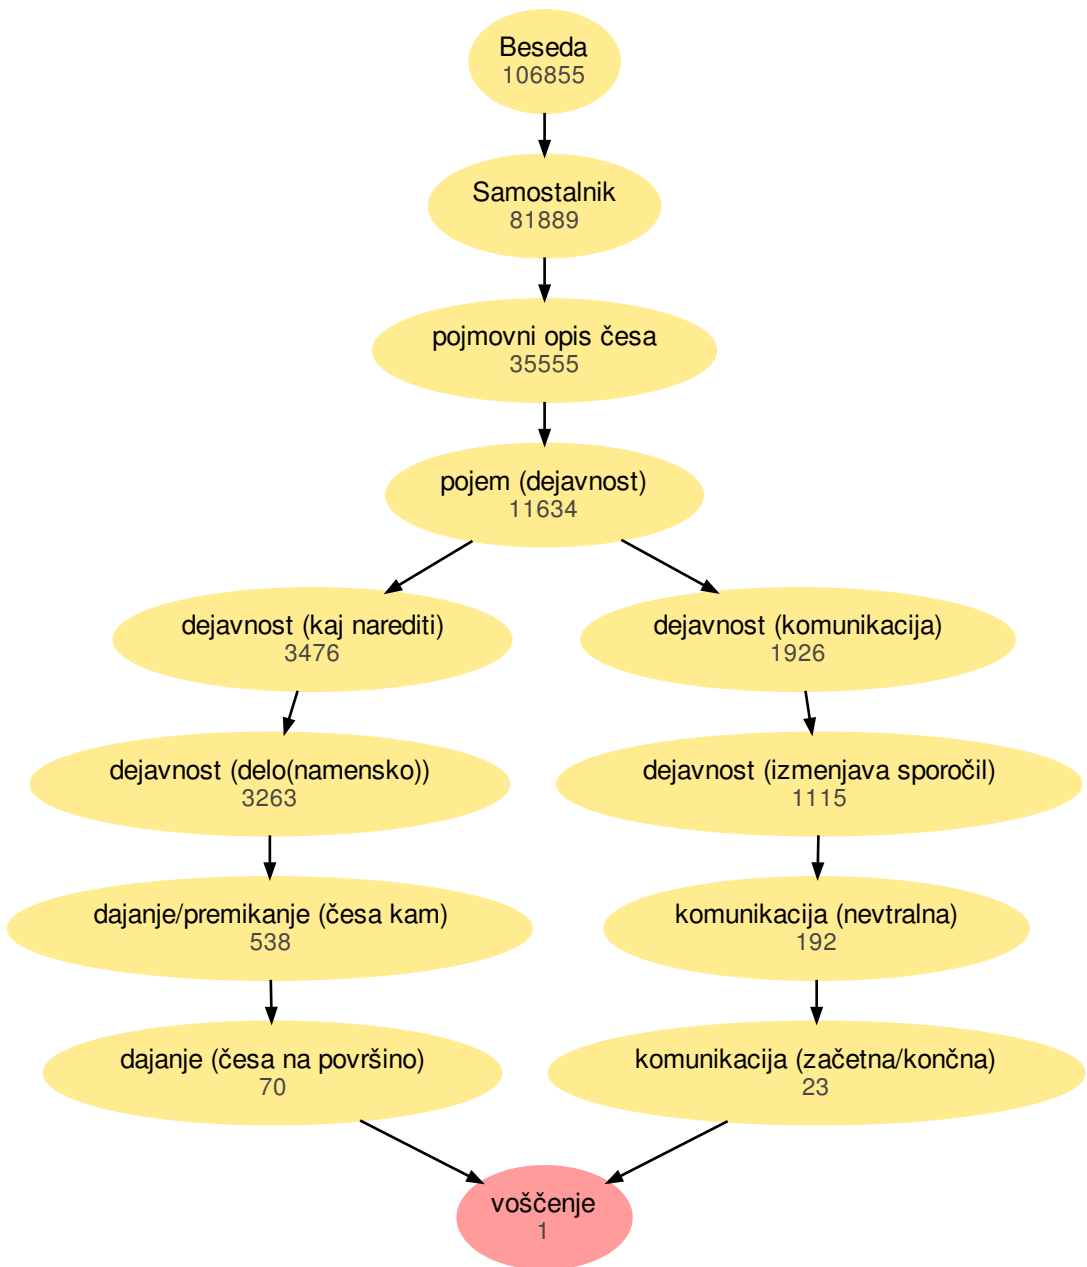 Beseda
106855
Samostalnik
81889
pojmovni opis česa
35555
pojem (dejavnost)
11634
dejavnost (kaj narediti)
3476
dejavnost (komunikacija)
1926
dejavnost (delo(namensko))
3263
dejavnost (izmenjava sporočil)
1115
dajanje/premikanje (česa kam)
538
komunikacija (nevtralna)
192
dajanje (česa na površino)
70
komunikacija (začetna/končna)
23
voščenje
1